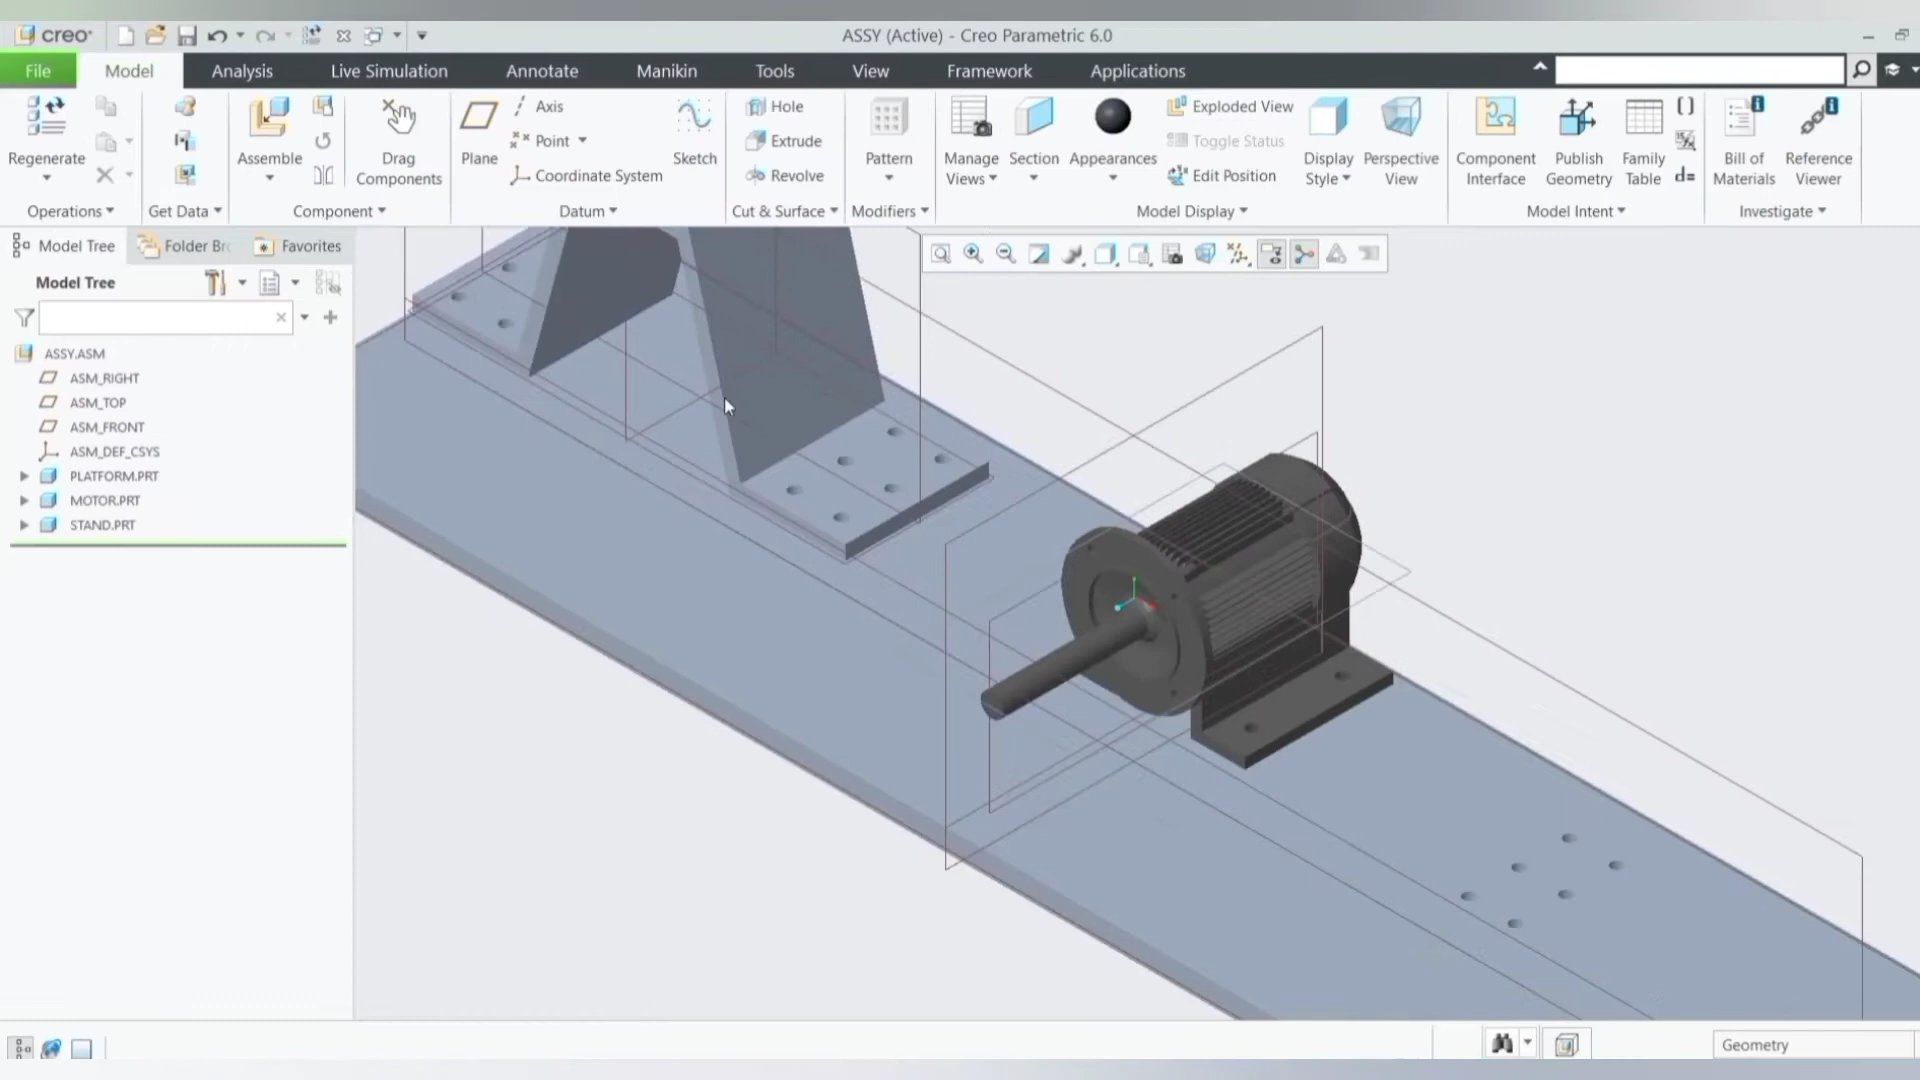 creo
ASSY (Active) - Creo Parametric 6.0
File Model Analysis Live Simulation Annotate Manikin Tools View Framework Applications
Regenerate
Operations
Get Data
Assemble
Drag Components
Component
Plane
Axis
Point
Coordinate System
Sketch
Datum
Hole
Extrude
Revolve
Cut & Surface
Pattern
Modifiers
Manage Views
Section
Appearances
Exploded View
Toggle Status
Edit Position
Display Style
Perspective View
Model Display
Component Interface
Publish Geometry
Family Table
Model Intent
Bill of Materials
Reference Viewer
Investigate
Model Tree
Folder Br
Favorites
Model Tree
ASSY.ASM
ASM_RIGHT
ASM_TOP
ASM_FRONT
ASM_DEF_CSYS
PLATFORM.PRT
MOTOR.PRT
STAND.PRT
Geometry